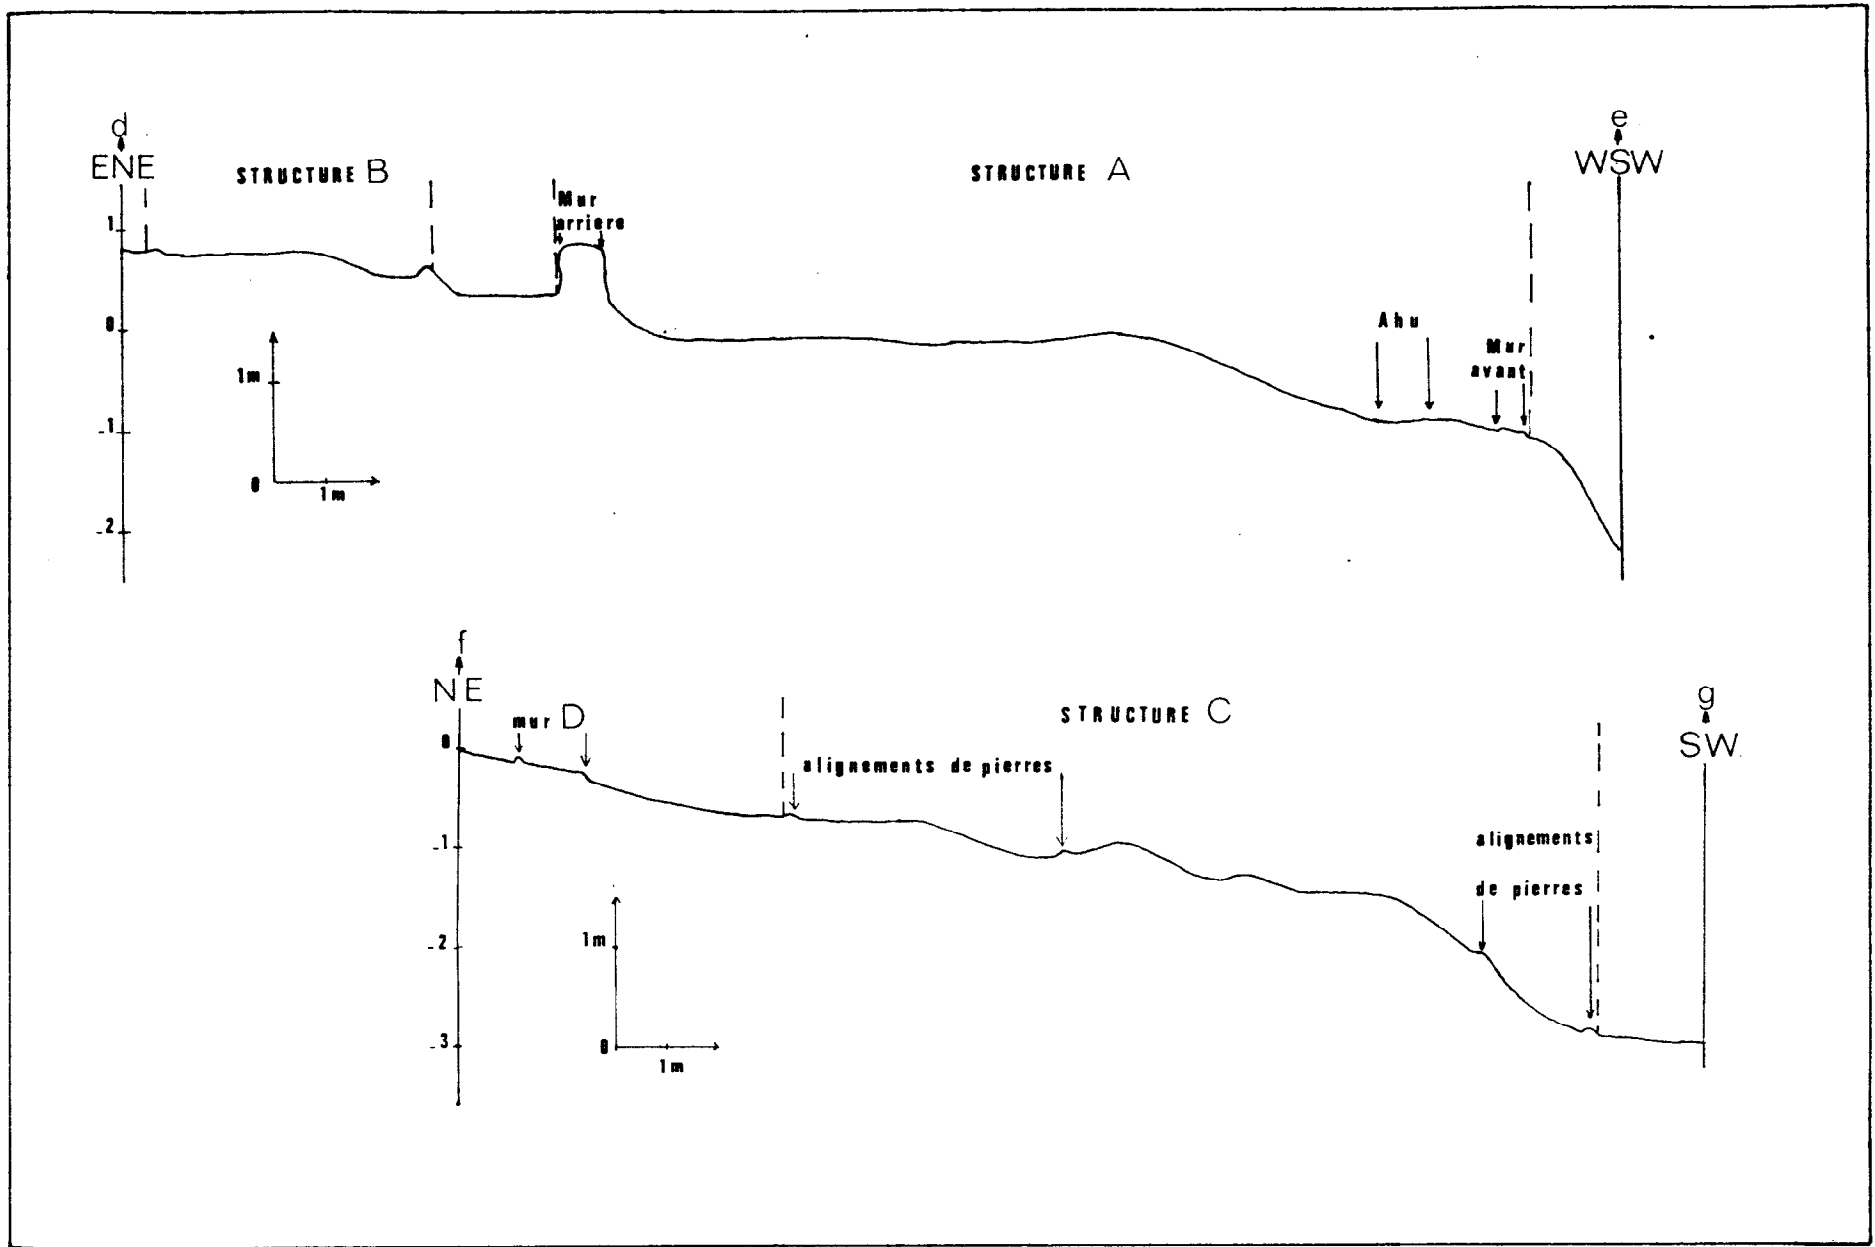 d
ENE
STRUCTURE B
Mur
arriere
STRUCTURE A
e
WSW
1
0
-1
-2
1m
0
1m
Ahu
Mur
avant
f
NE
mur D
STRUCTURE C
g
SW
0
-1
-2
-3
alignements de pierres
alignements
de pierres
1m
0
1m